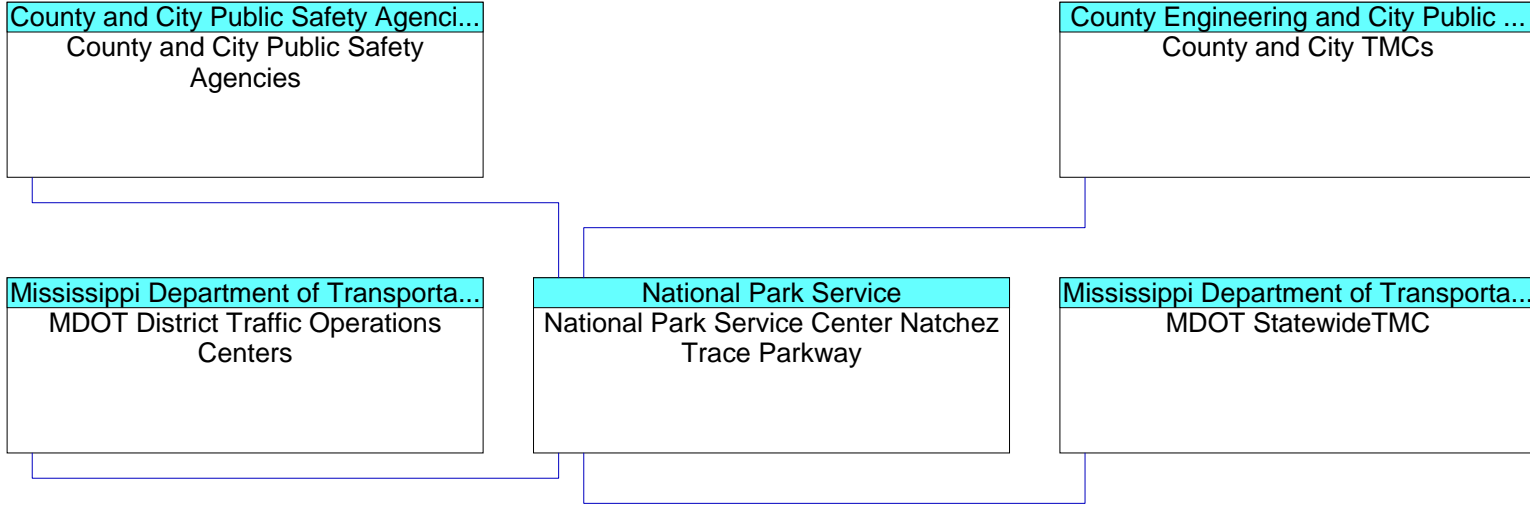 County and City Public Safety Agenci...
County and City Public Safety
Agencies
County Engineering and City Public ...
County and City TMCs
Mississippi Department of Transporta...
MDOT District Traffic Operations
Centers
National Park Service
National Park Service Center Natchez
Trace Parkway
Mississippi Department of Transporta...
MDOT StatewideTMC